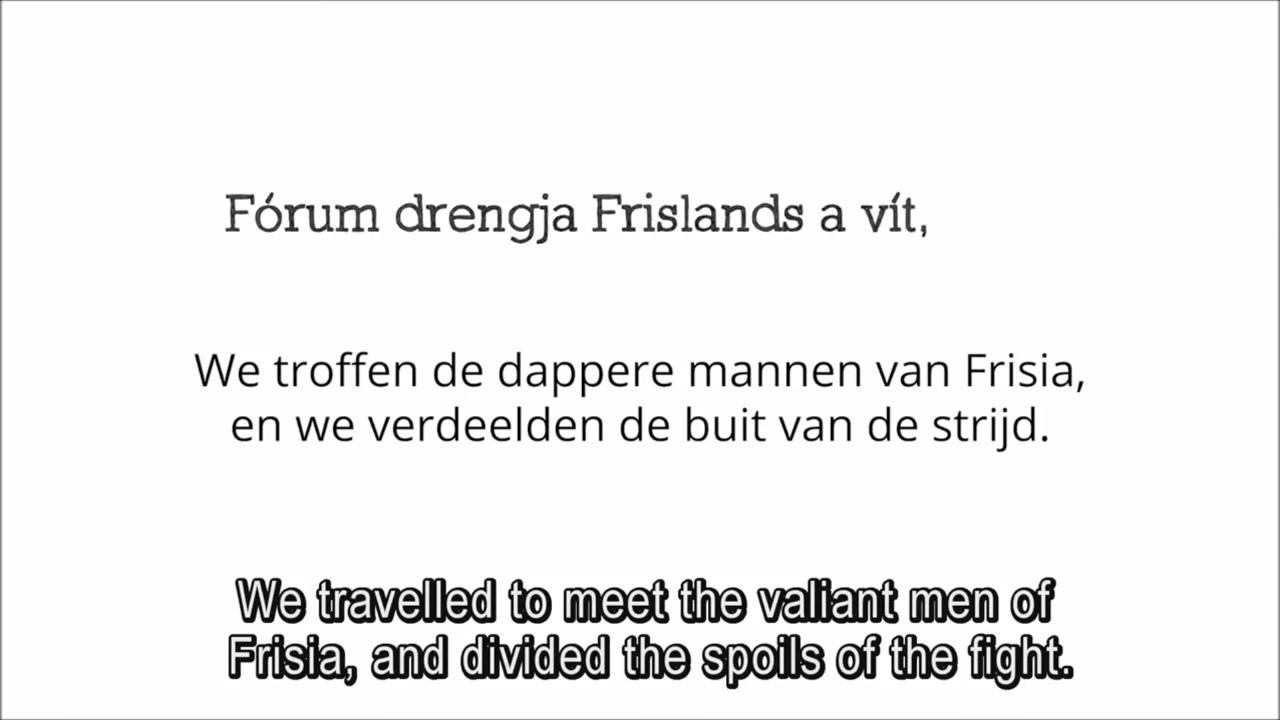 Fórum drengja Frislands a vít,
We troffen de dappere mannen van Frisia,
en we verdeelden de buit van de strijd.
We travelled to meet the valiant men of
Frisia, and divided the spoils of the fight.